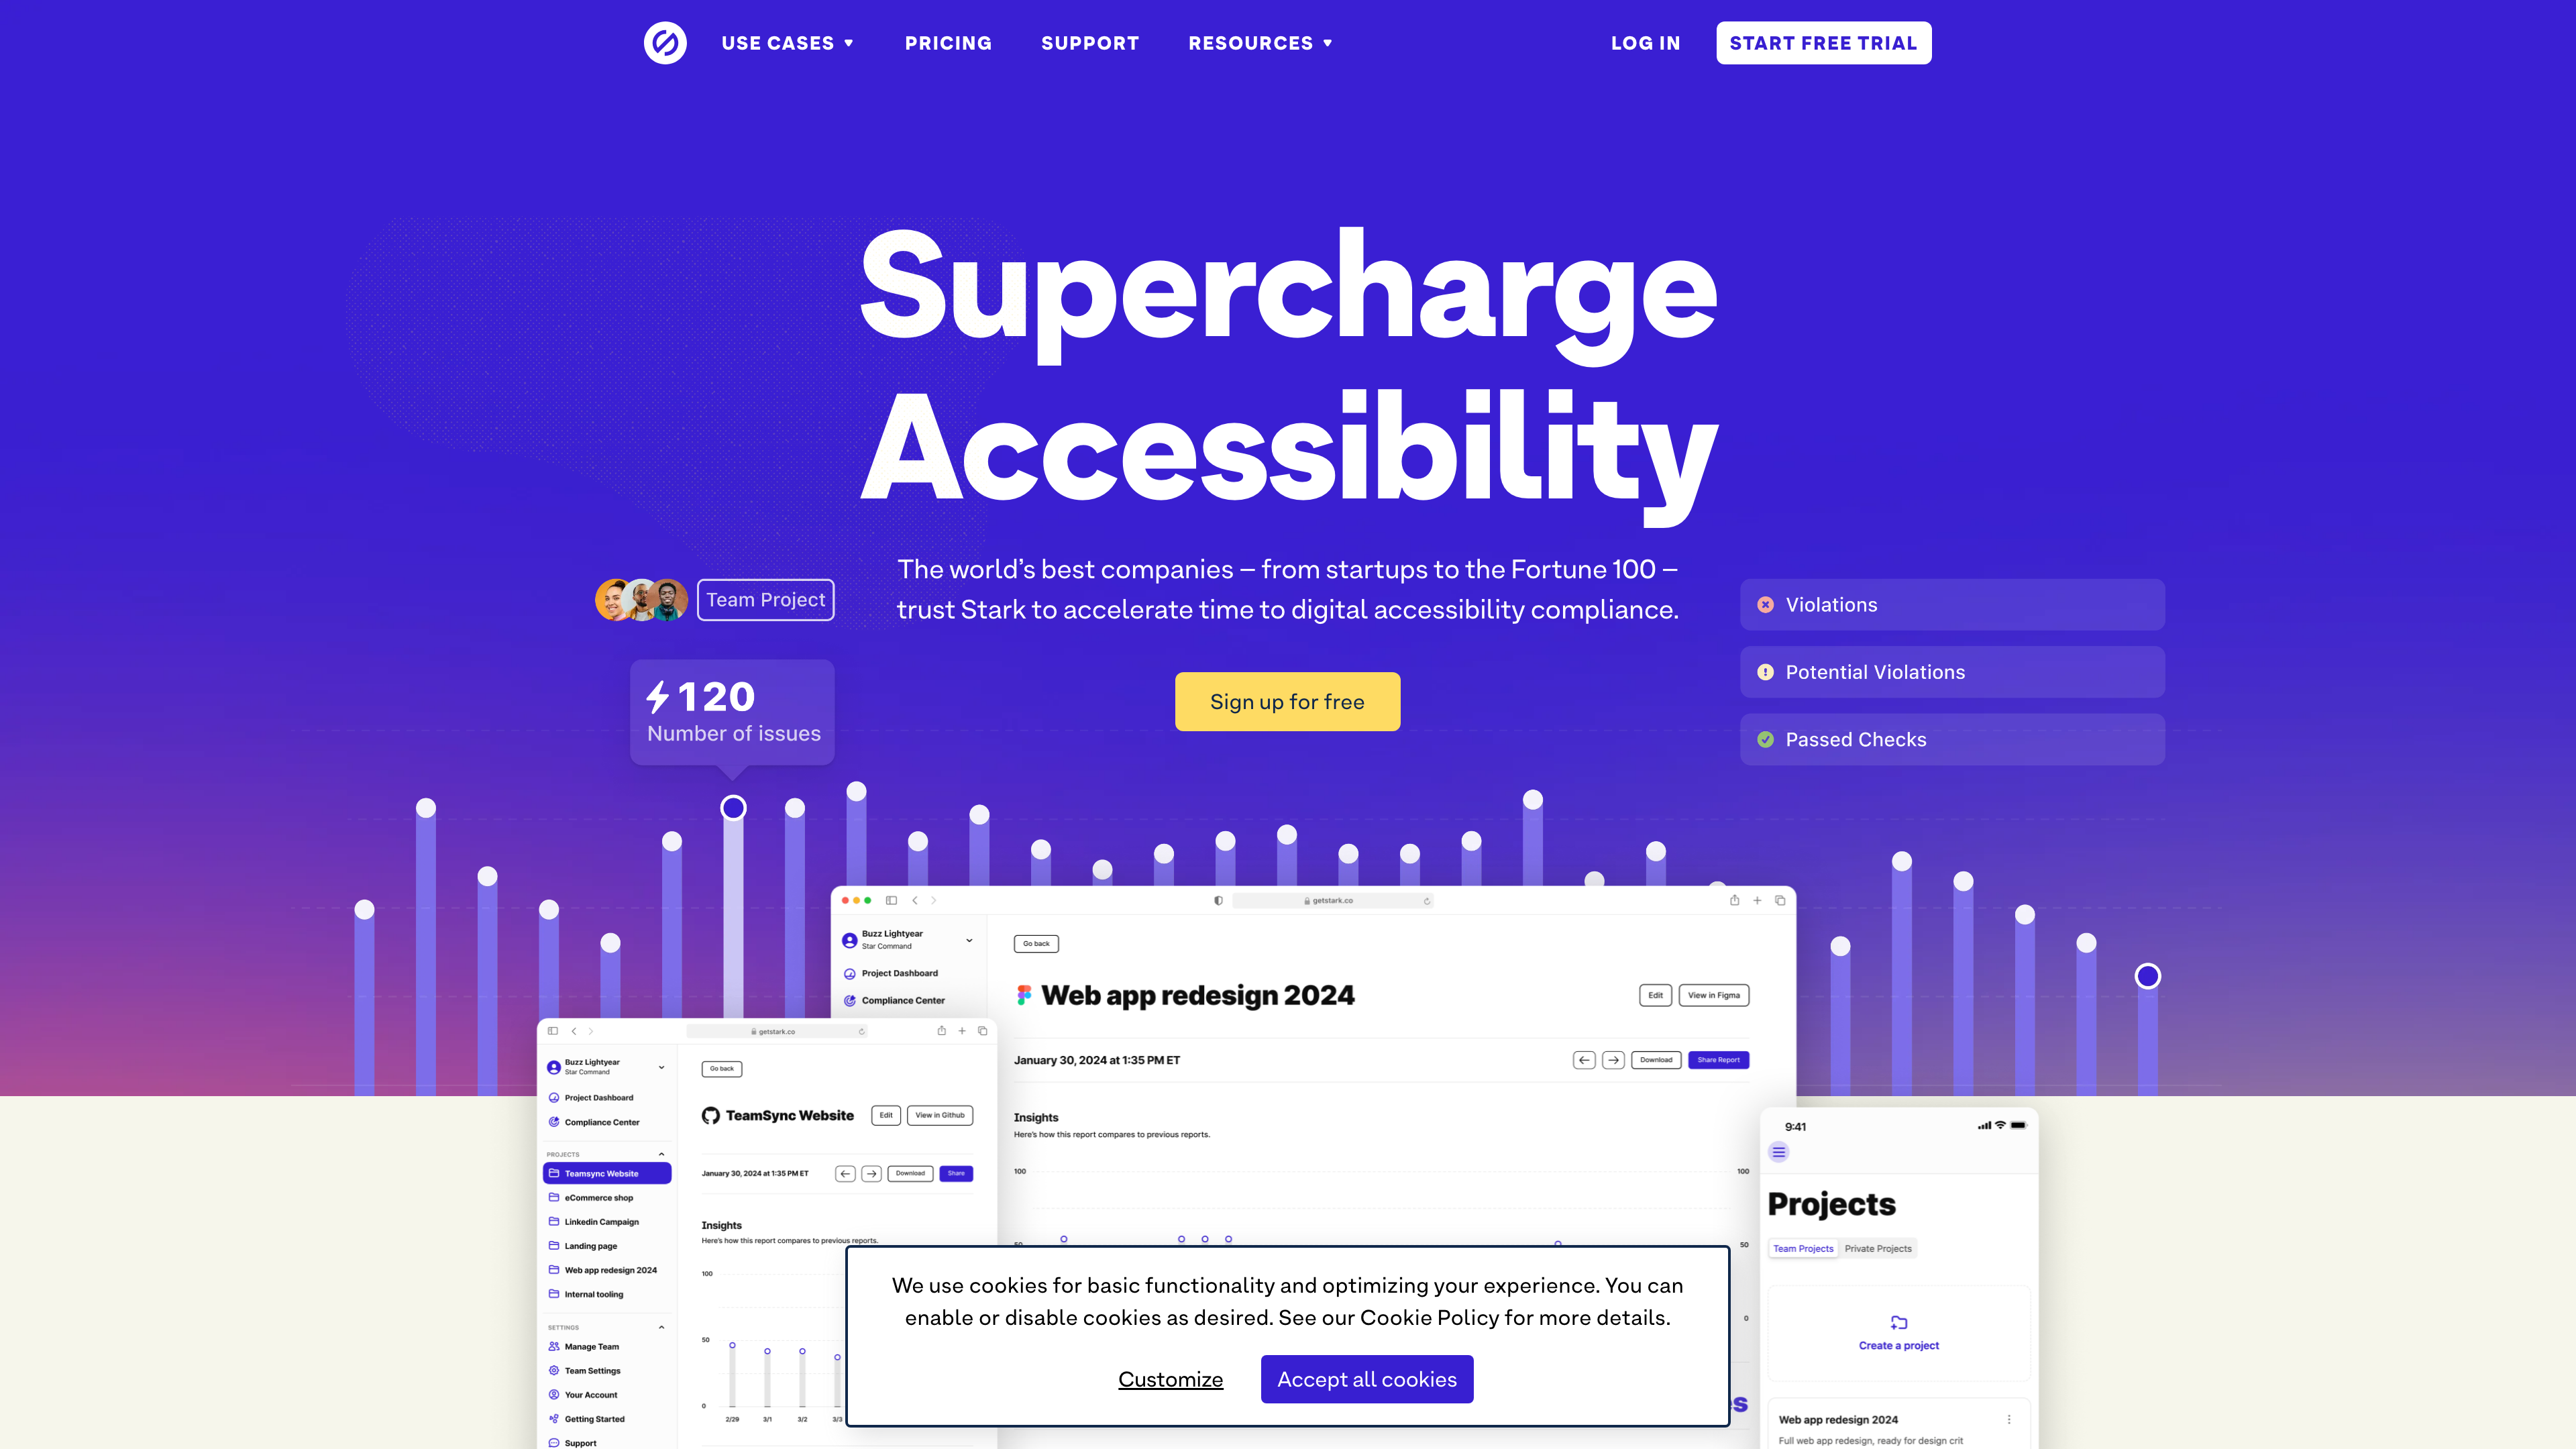 USE CASES
PRICING
SUPPORT
RESOURCES
LOG IN
START FREE TRIAL
Supercharge
Accessibility
The world's best companies – from startups to the Fortune 100 –
trust Stark to accelerate time to digital accessibility compliance.
Sign up for free
Team Project
120
Number of issues
Violations
Potential Violations
Passed Checks
getstark.co
Buzz Lightyear
Star Command
Project Dashboard
Compliance Center
Go back
Web app redesign 2024
Edit
View in Figma
January 30, 2024 at 1:35 PM ET
Download
Share Report
Insights
Here's how this report compares to previous reports.
100
100
50
50
0
getstark.co
Buzz Lightyear
Star Command
Project Dashboard
Compliance Center
PROJECTS
Teamsync Website
eCommerce shop
Linkedin Campaign
Landing page
Web app redesign 2024
Internal tooling
SETTINGS
Manage Team
Team Settings
Your Account
Getting Started
Support
Go back
TeamSync Website
Edit
View in Github
January 30, 2024 at 1:35 PM ET
Download
Share
Insights
Here's how this report compares to previous reports.
100
50
0
2/29
3/1
3/2
3/3
9:41
Projects
Team Projects
Private Projects
Create a project
Web app redesign 2024
Full web app redesign, ready for design crit
We use cookies for basic functionality and optimizing your experience. You can
enable or disable cookies as desired. See our Cookie Policy for more details.
Customize
Accept all cookies